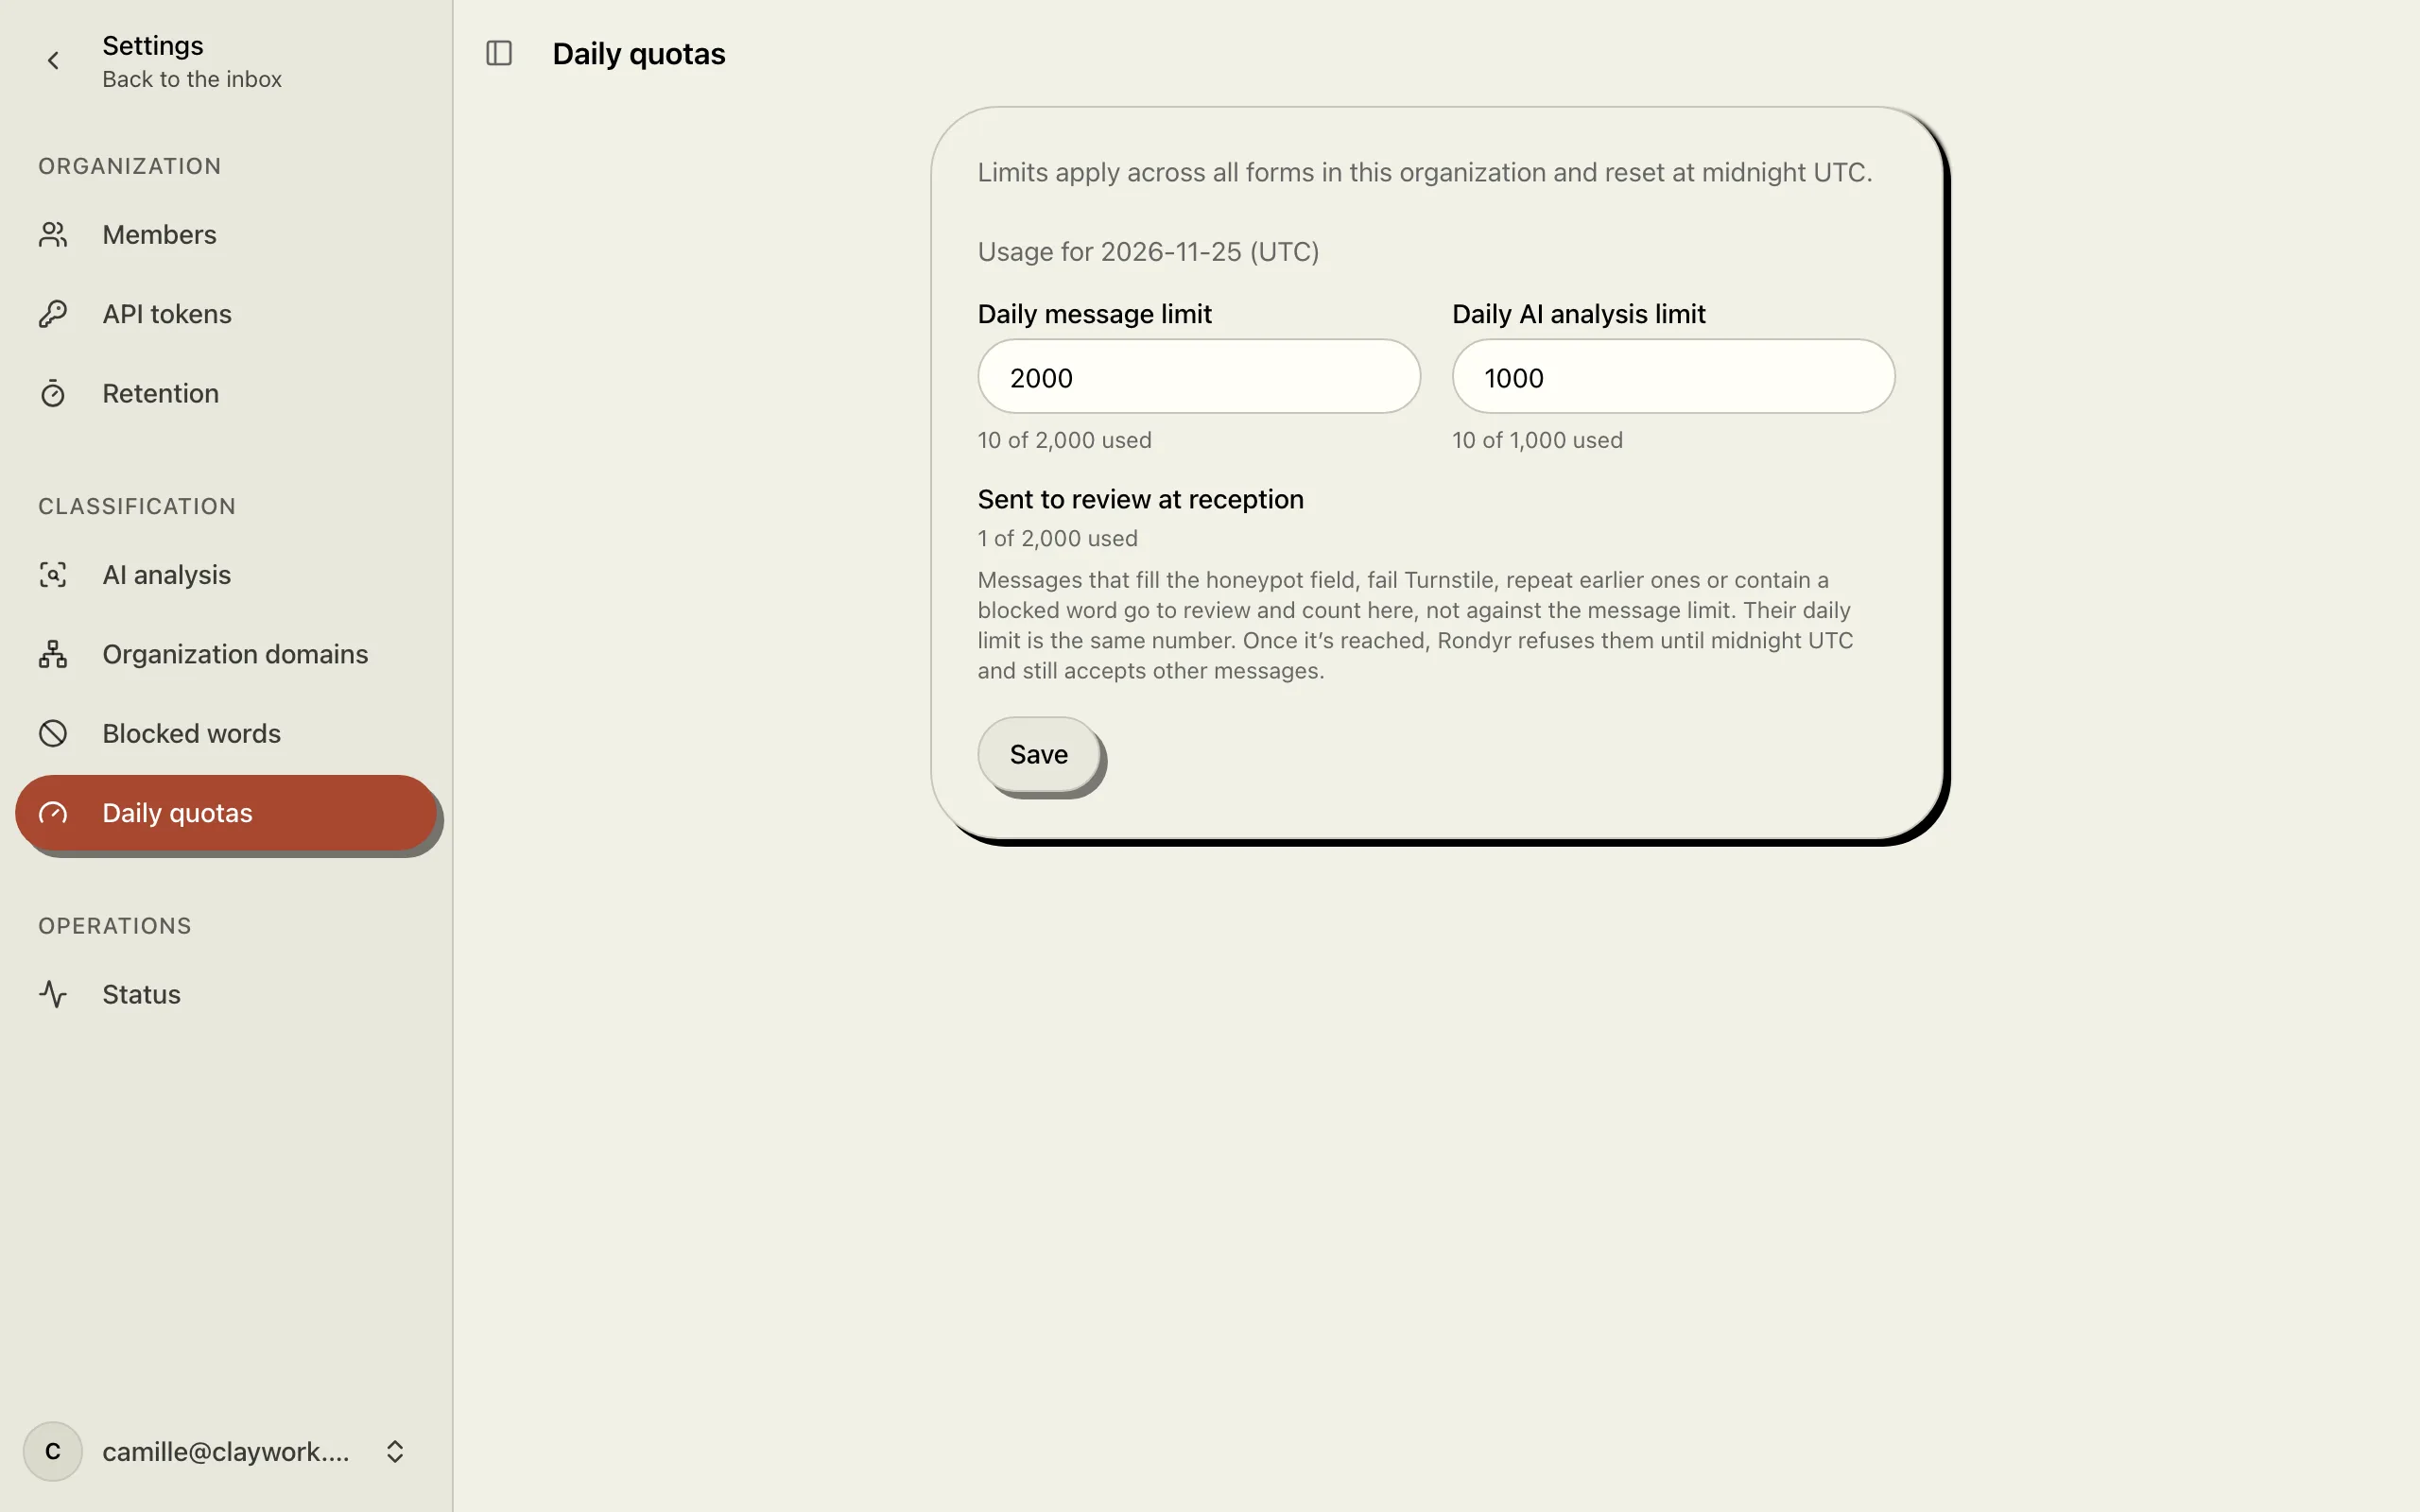 Settings
Back to the inbox
ORGANIZATION
Members
API tokens
Retention
CLASSIFICATION
AI analysis
Organization domains
Blocked words
Daily quotas
OPERATIONS
Status
C
camille@claywork....
Daily quotas
Limits apply across all forms in this organization and reset at midnight UTC.
Usage for 2026-11-25 (UTC)
Daily message limit
2000
10 of 2,000 used
Daily AI analysis limit
1000
10 of 1,000 used
Sent to review at reception
1 of 2,000 used
Messages that fill the honeypot field, fail Turnstile, repeat earlier ones or contain a
blocked word go to review and count here, not against the message limit. Their daily
limit is the same number. Once it’s reached, Rondyr refuses them until midnight UTC
and still accepts other messages.
Save